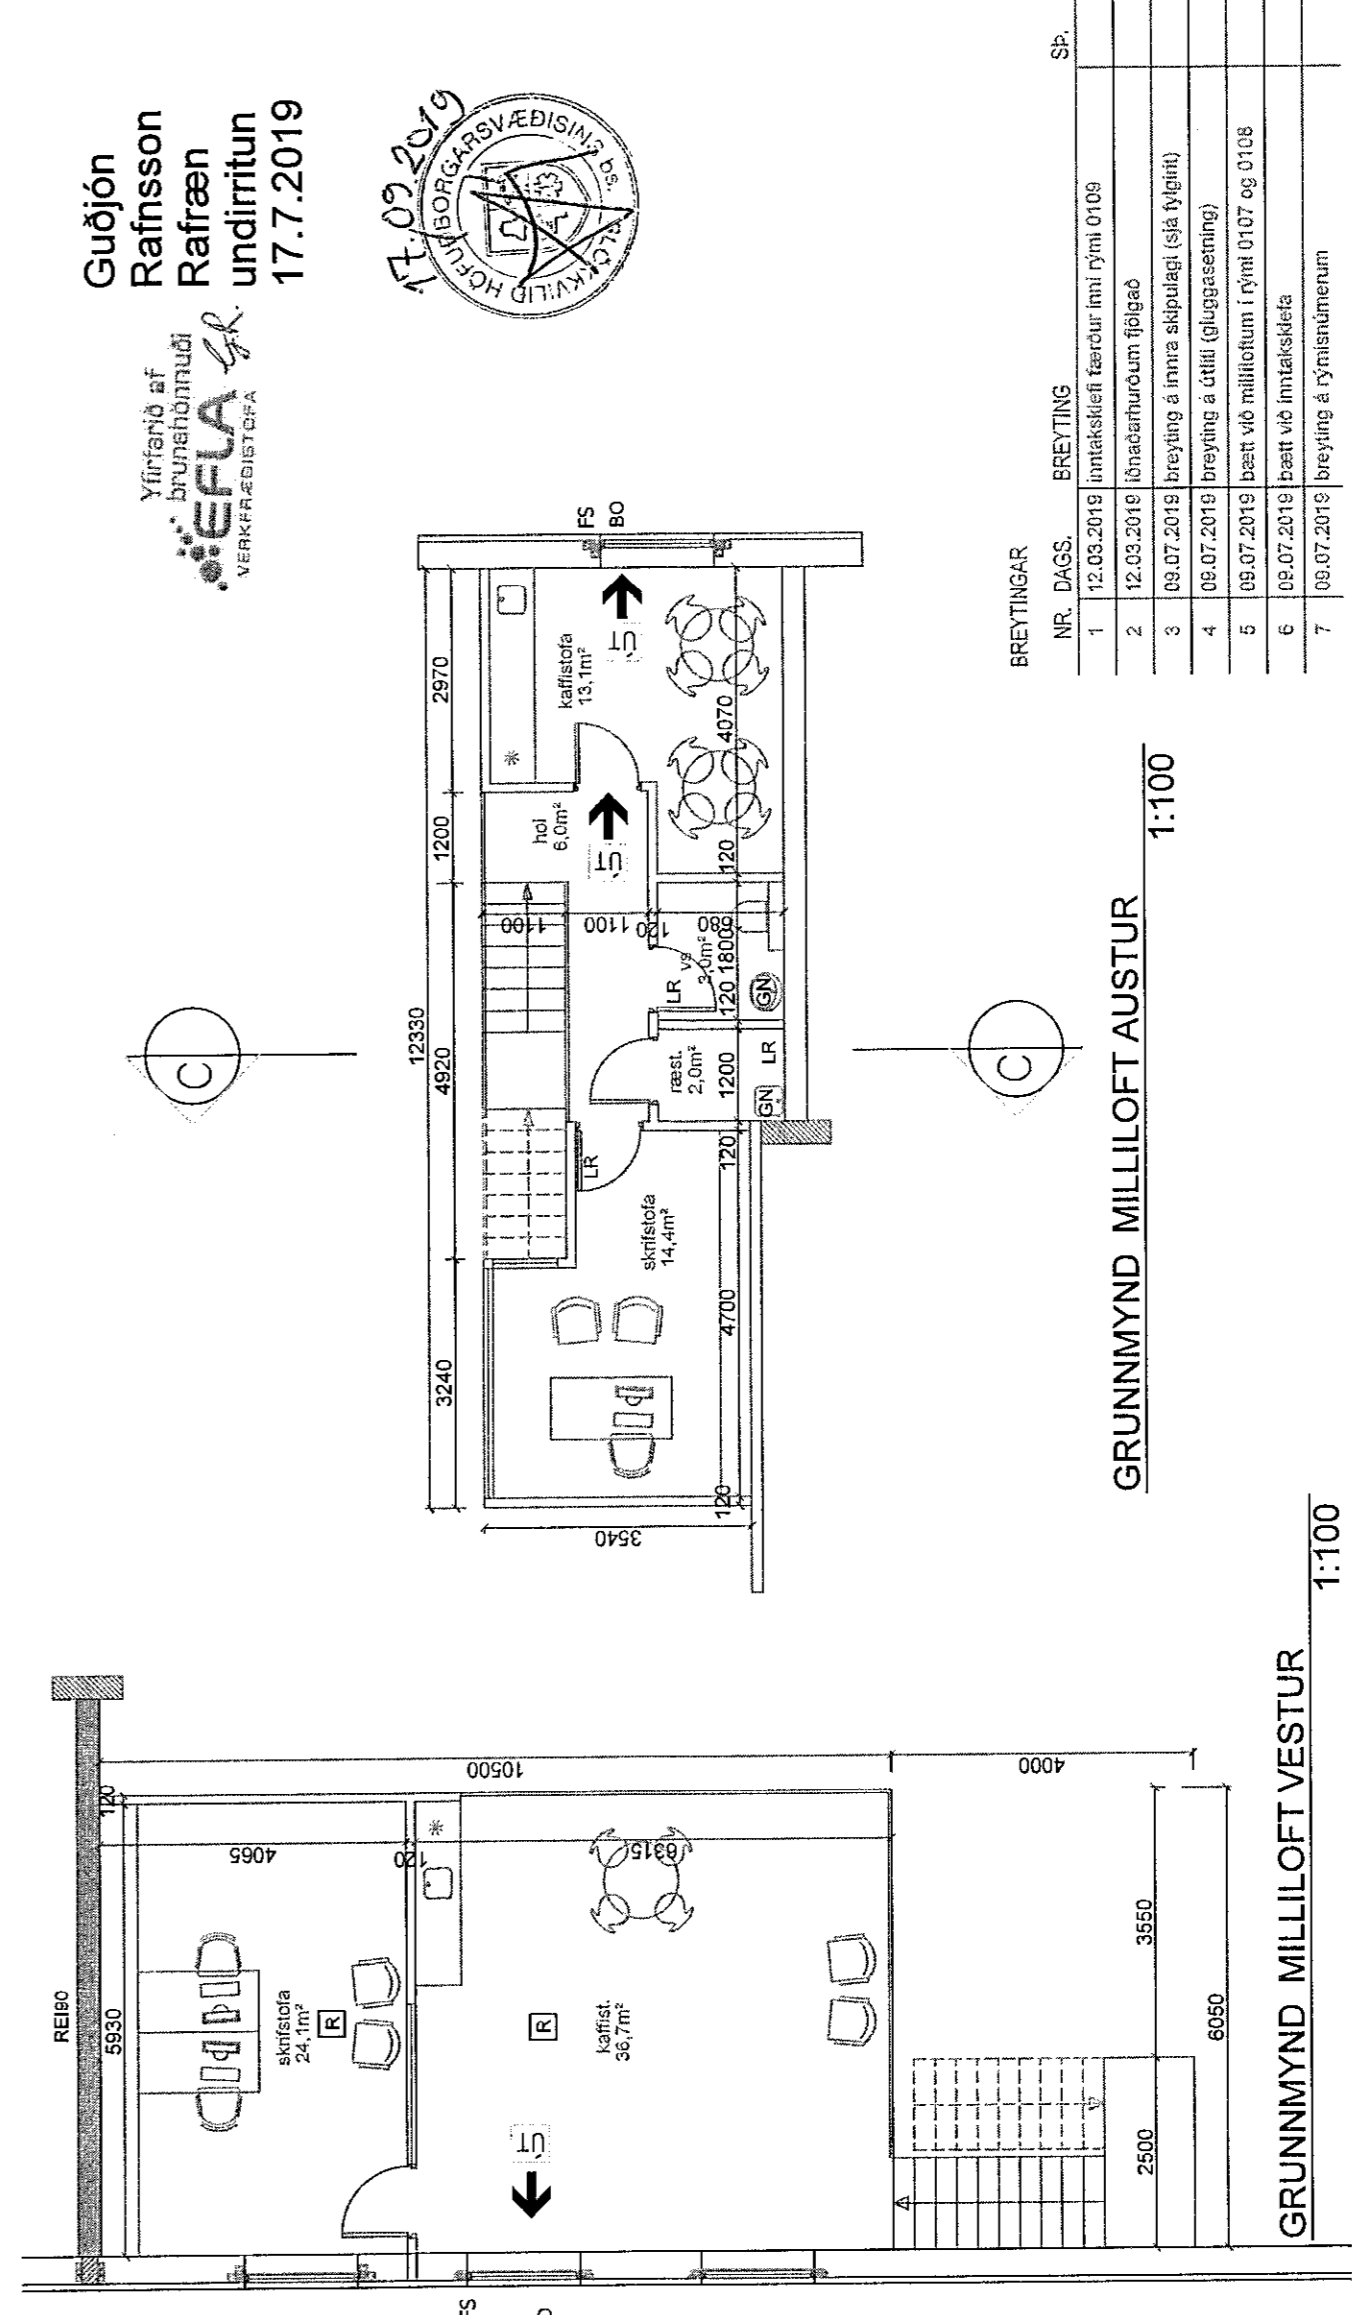 Guðjón
Rafnsson
Rafræn
undirritun
17.7.2019
Yfirfarið af
brunahönnuði
EFLA
VERKFRÆÐISTOFA
17.09.2019
SLÖKKVILIÐ HÖFUÐBORGARSVÆÐISINS bs.
12330
3240
4920
1200
2970
FS
BO
kaffistofa
13,1m²
ÚT
hol
6,0m²
ÚT
1100
1100
120
680
4070
120
vs
3,0m²
LR
1800
120
GN
ræst.
2,0m²
1200
LR
GN
LR
120
skrifstofa
14,4m²
4700
120
3540
C
C
GRUNNMYND MILLILOFT AUSTUR
1:100
REI90
5930
120
4065
120
10500
4000
6315
skrifstofa
24,1m²
R
R
kaffist.
36,7m²
ÚT
2500
3550
6050
FS
GRUNNMYND MILLILOFT VESTUR
1:100
BREYTINGAR
NR. DAGS. BREYTING SÞ.
1 12.03.2019 inntaksklefi færður inní rými 0109
2 12.03.2019 iðnaðarhurðum fjölgað
3 09.07.2019 breyting á innra skipulagi (sjá fylgirit)
4 09.07.2019 breyting á útliti (gluggasetning)
5 09.07.2019 bætt við milliloftum í rými 0107 og 0108
6 09.07.2019 bætt við inntaksklefa
7 09.07.2019 breyting á rýmisnúmerum